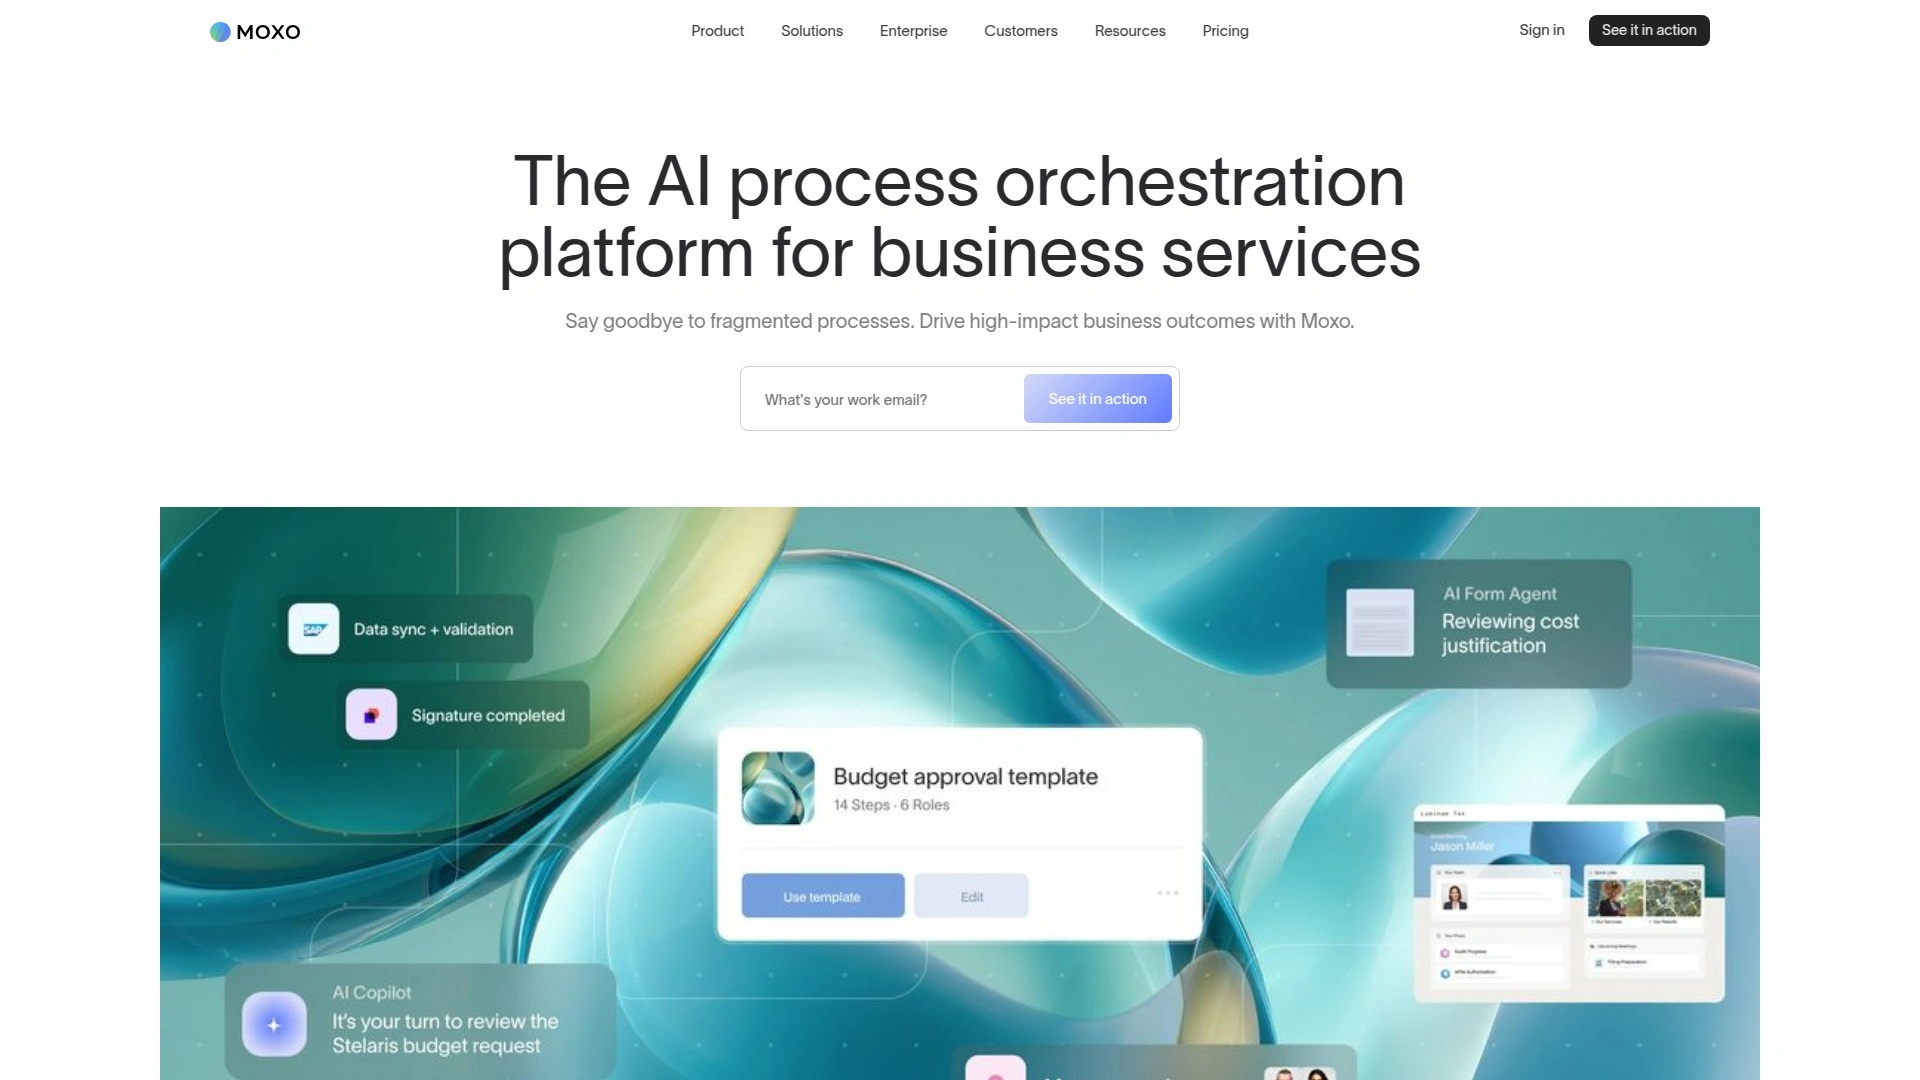 MOXO
Product
Solutions
Enterprise
Customers
Resources
Pricing
Sign in
See it in action
The AI process orchestration
platform for business services
Say goodbye to fragmented processes. Drive high-impact business outcomes with Moxo.
What's your work email?
See it in action
SAP
Data sync + validation
Signature completed
AI Form Agent
Reviewing cost
justification
Budget approval template
14 Steps · 6 Roles
Use template
Edit
Jason Miller
AI Copilot
It's your turn to review the
Stelaris budget request